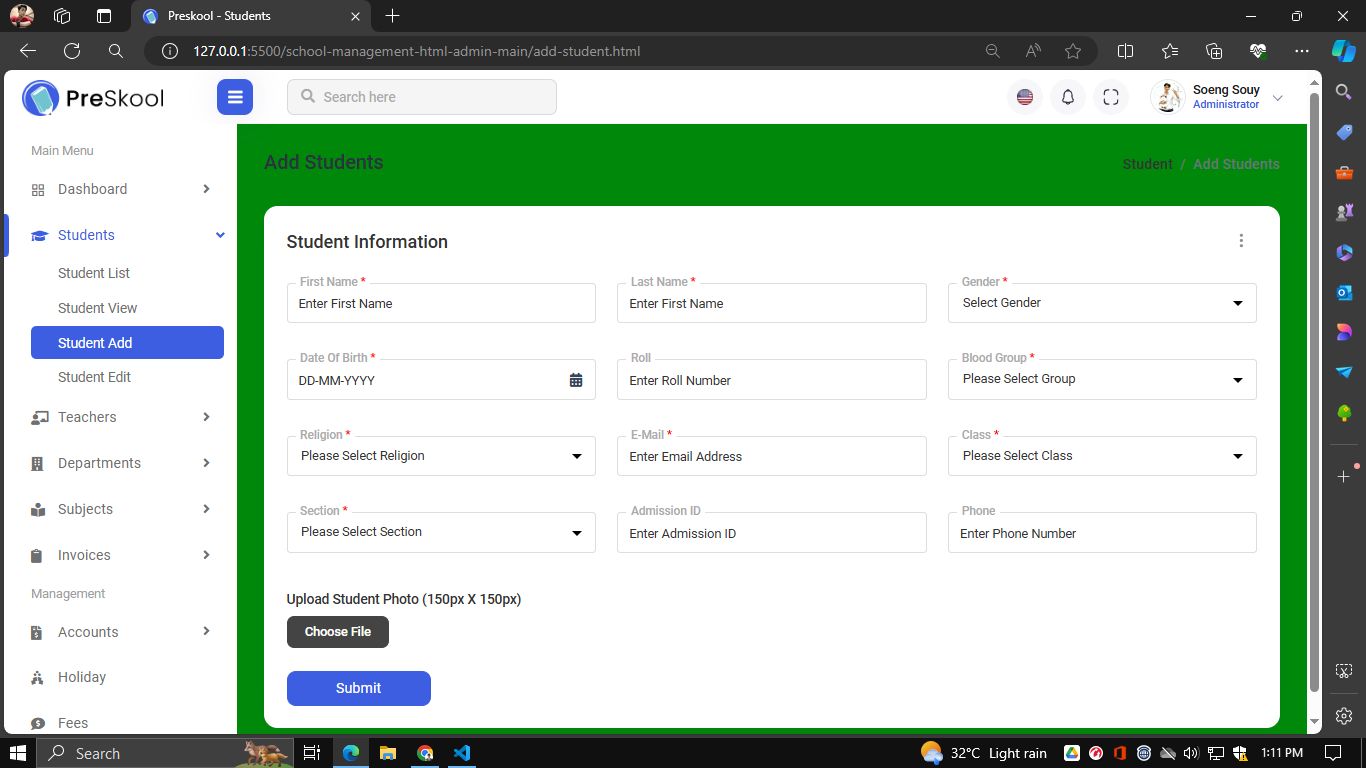 Preskool - Students
127.0.0.1:5500/school-management-html-admin-main/add-student.html
PreSkool
Search here
Soeng Souy
Administrator
Main Menu
Dashboard
Students
Student List
Student View
Student Add
Student Edit
Teachers
Departments
Subjects
Invoices
Management
Accounts
Holiday
Fees
Add Students
Student / Add Students
Student Information
First Name *
Enter First Name
Last Name *
Enter First Name
Gender *
Select Gender
Date Of Birth *
DD-MM-YYYY
Roll
Enter Roll Number
Blood Group *
Please Select Group
Religion *
Please Select Religion
E-Mail *
Enter Email Address
Class *
Please Select Class
Section *
Please Select Section
Admission ID
Enter Admission ID
Phone
Enter Phone Number
Upload Student Photo (150px X 150px)
Choose File
Submit
Search
32°C Light rain
1:11 PM